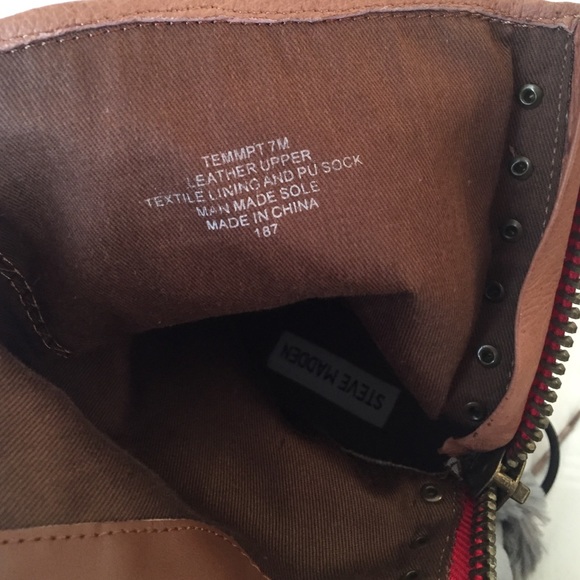 TEMMPT 7M
LEATHER UPPER
TEXTILE LINING AND PU SOCK
MAN MADE SOLE
MADE IN CHINA
187
STEVE MADDEN